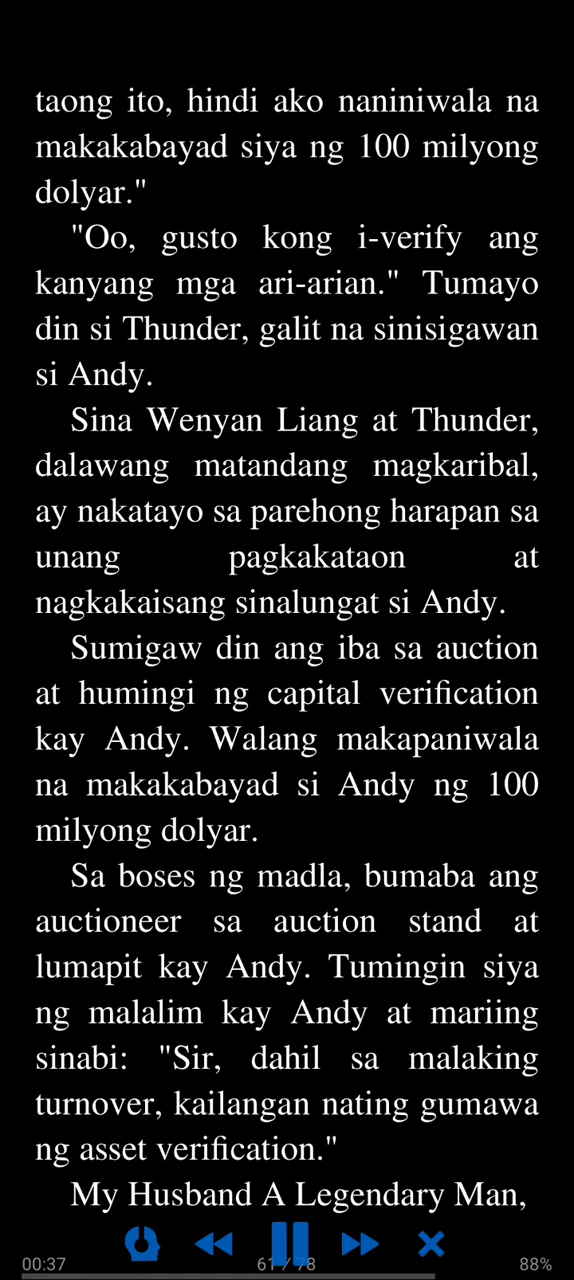 taong ito, hindi ako naniniwala na
makakabayad siya ng 100 milyong
dolyar."
"Oo, gusto kong i-verify ang
kanyang mga ari-arian." Tumayo
din si Thunder, galit na sinisigawan
si Andy.
Sina Wenyan Liang at Thunder,
dalawang matandang magkaribal,
ay nakatayo sa parehong harapan sa
unang pagkakataon at
nagkakaisang sinalungat si Andy.
Sumigaw din ang iba sa auction
at humingi ng capital verification
kay Andy. Walang makapaniwala
na makakabayad si Andy ng 100
milyong dolyar.
Sa boses ng madla, bumaba ang
auctioneer sa auction stand at
lumapit kay Andy. Tumingin siya
ng malalim kay Andy at mariing
sinabi: "Sir, dahil sa malaking
turnover, kailangan nating gumawa
ng asset verification."
My Husband A Legendary Man,
00:37 61 / 78 88%